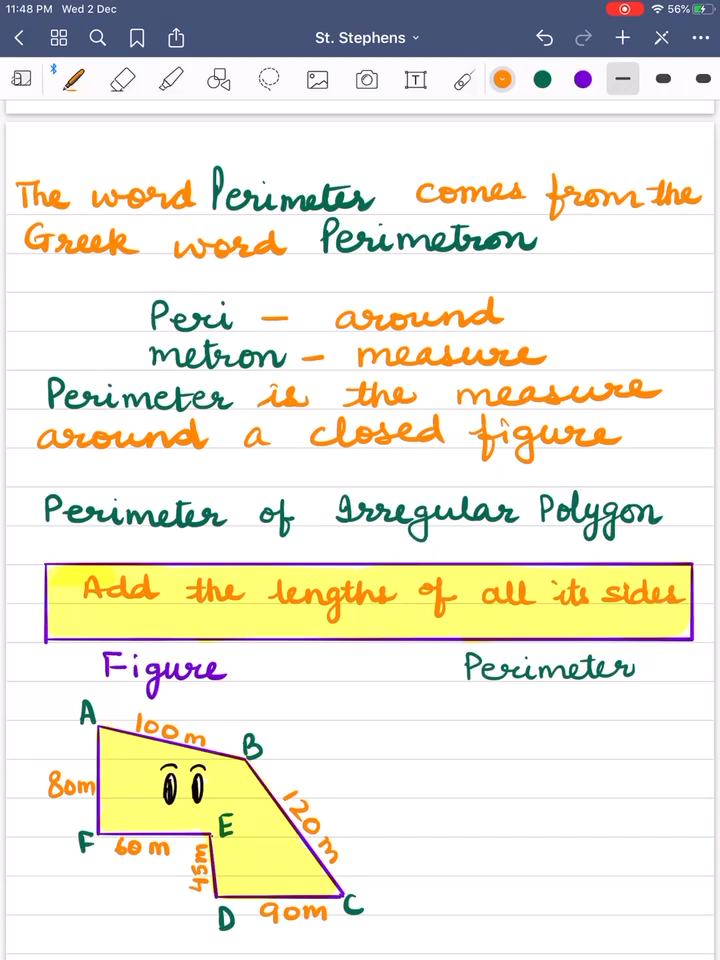 11:48 PM Wed 2 Dec
56%
St. Stephens
T
The word Perimeter comes from the
Greek word Perimetron
Peri - around
metron - measure
Perimeter is the measure
around a closed figure
Perimeter of Irregular Polygon
Add the lengths of all its sides
Figure Perimeter
A
100m
B
80m
120m
E
F
60m
45m
D
90m
C